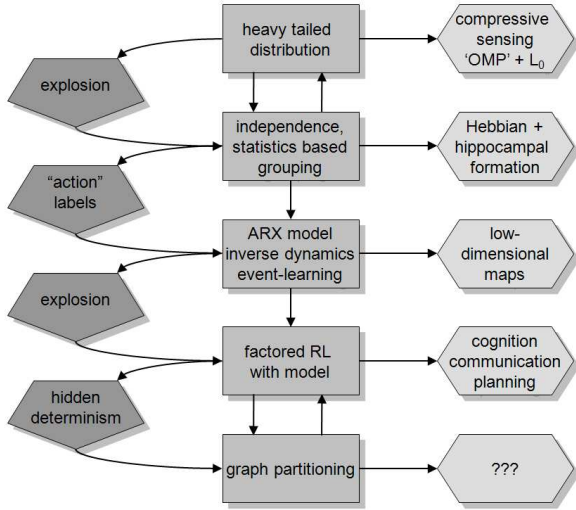 heavy tailed
distribution
compressive
sensing
'OMP' + L₀
explosion
independence,
statistics based
grouping
Hebbian +
hippocampal
formation
"action"
labels
ARX model
inverse dynamics
event-learning
low-
dimensional
maps
explosion
factored RL
with model
cognition
communication
planning
hidden
determinism
graph partitioning
???